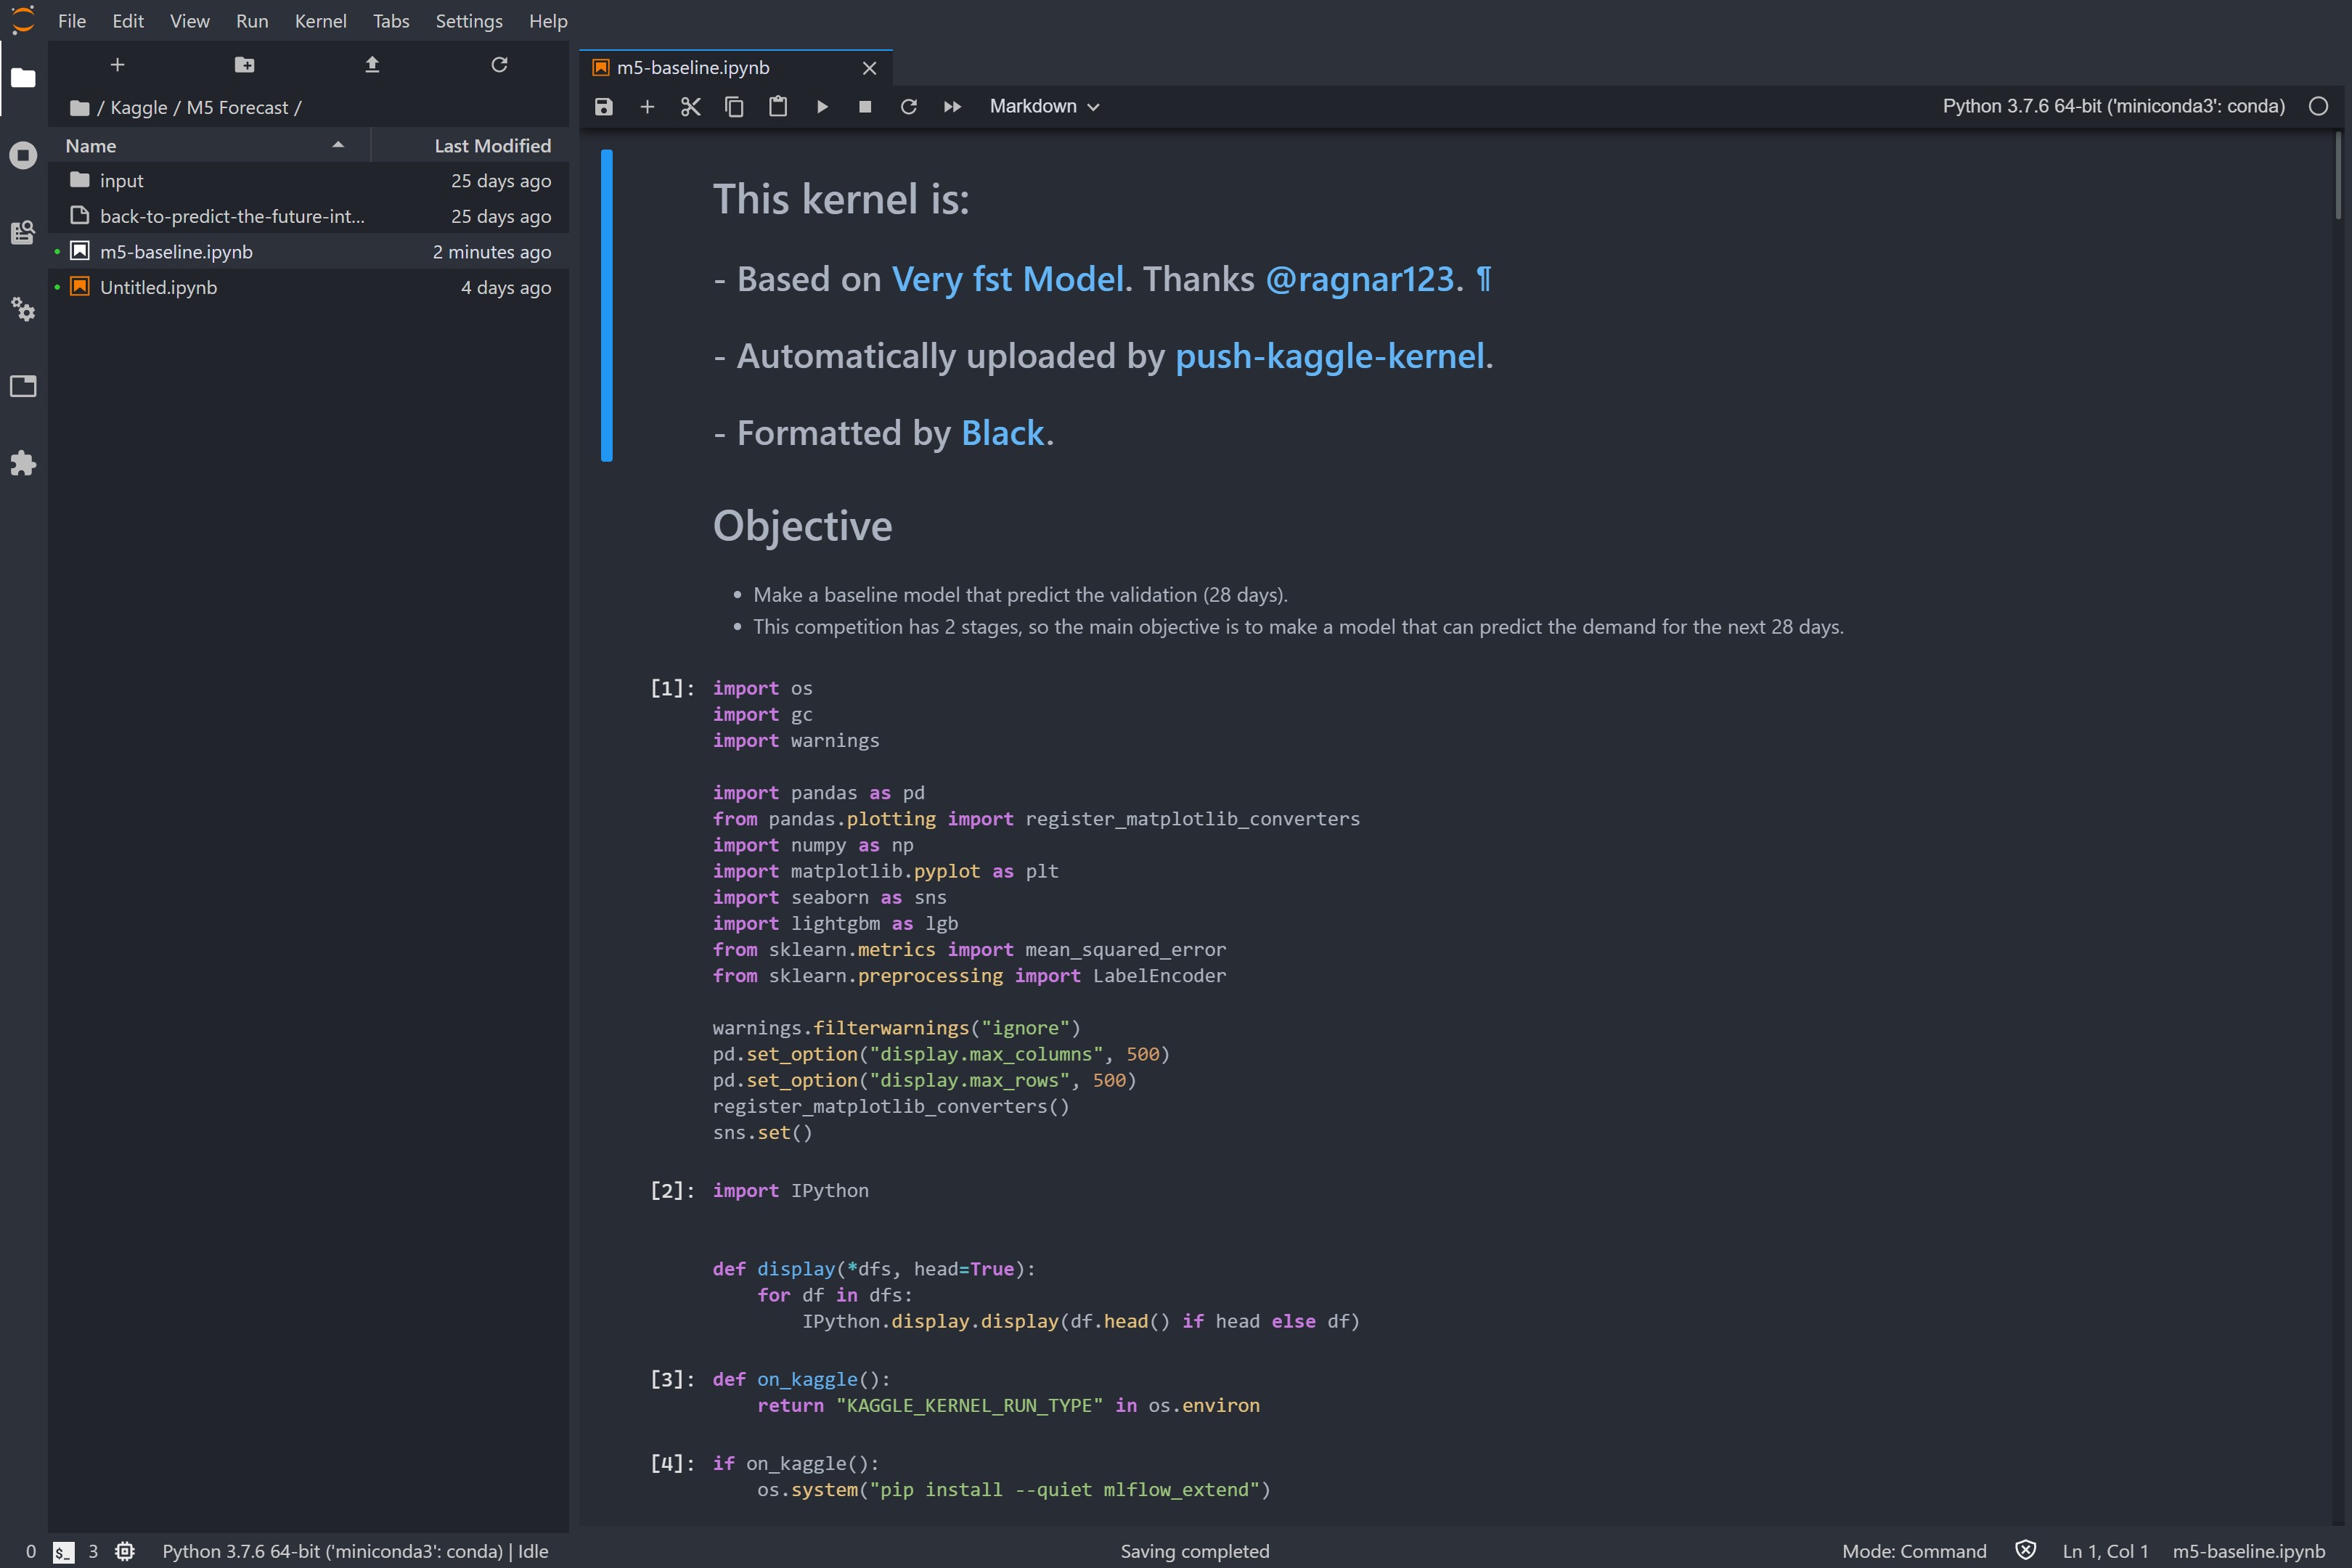 File Edit View Run Kernel Tabs Settings Help
/ Kaggle / M5 Forecast /
Name Last Modified
input 25 days ago
back-to-predict-the-future-int... 25 days ago
m5-baseline.ipynb 2 minutes ago
Untitled.ipynb 4 days ago
m5-baseline.ipynb
Markdown Python 3.7.6 64-bit ('miniconda3': conda)
This kernel is:
- Based on Very fst Model. Thanks @ragnar123. ¶
- Automatically uploaded by push-kaggle-kernel.
- Formatted by Black.
Objective
• Make a baseline model that predict the validation (28 days).
• This competition has 2 stages, so the main objective is to make a model that can predict the demand for the next 28 days.
[1]: import os
import gc
import warnings
import pandas as pd
from pandas.plotting import register_matplotlib_converters
import numpy as np
import matplotlib.pyplot as plt
import seaborn as sns
import lightgbm as lgb
from sklearn.metrics import mean_squared_error
from sklearn.preprocessing import LabelEncoder
warnings.filterwarnings("ignore")
pd.set_option("display.max_columns", 500)
pd.set_option("display.max_rows", 500)
register_matplotlib_converters()
sns.set()
[2]: import IPython
def display(*dfs, head=True):
for df in dfs:
IPython.display.display(df.head() if head else df)
[3]: def on_kaggle():
return "KAGGLE_KERNEL_RUN_TYPE" in os.environ
[4]: if on_kaggle():
os.system("pip install --quiet mlflow_extend")
0 $_ 3 Python 3.7.6 64-bit ('miniconda3': conda) | Idle Saving completed Mode: Command Ln 1, Col 1 m5-baseline.ipynb